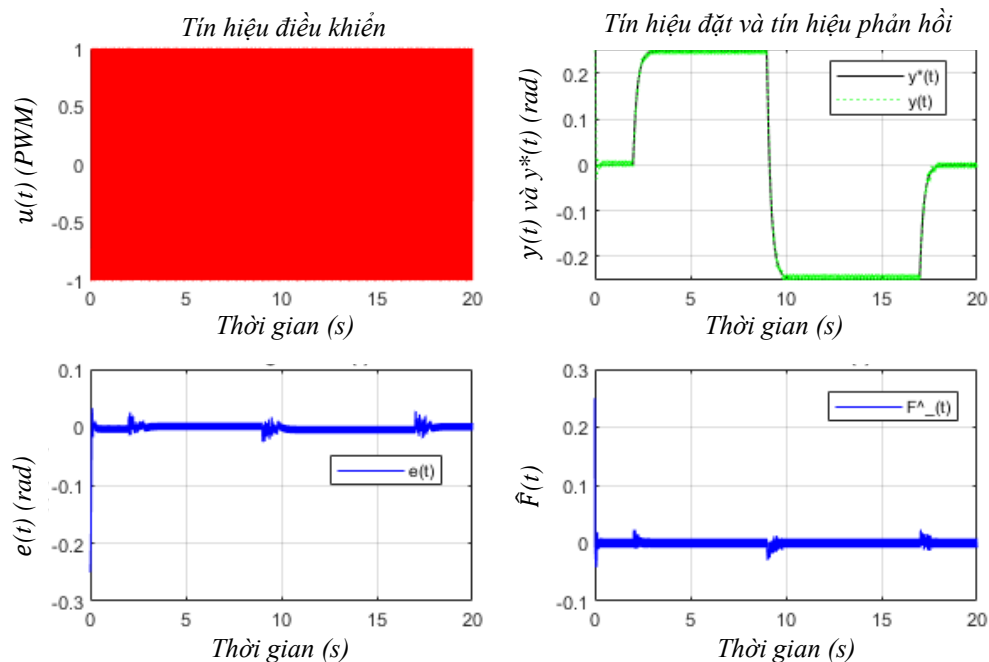 Tín hiệu điều khiển
1
0.5
0
-0.5
-1
u(t) (PWM)
0 5 10 15 20
Thời gian (s)
Tín hiệu đặt và tín hiệu phản hồi
0.2
0.1
0
-0.1
-0.2
y(t) và y*(t) (rad)
y*(t)
y(t)
0 5 10 15 20
Thời gian (s)
0.1
0
-0.1
-0.2
-0.3
e(t) (rad)
e(t)
0 5 10 15 20
Thời gian (s)
0.3
0.2
0.1
0
-0.1
F̂(t)
F^_(t)
0 5 10 15 20
Thời gian (s)